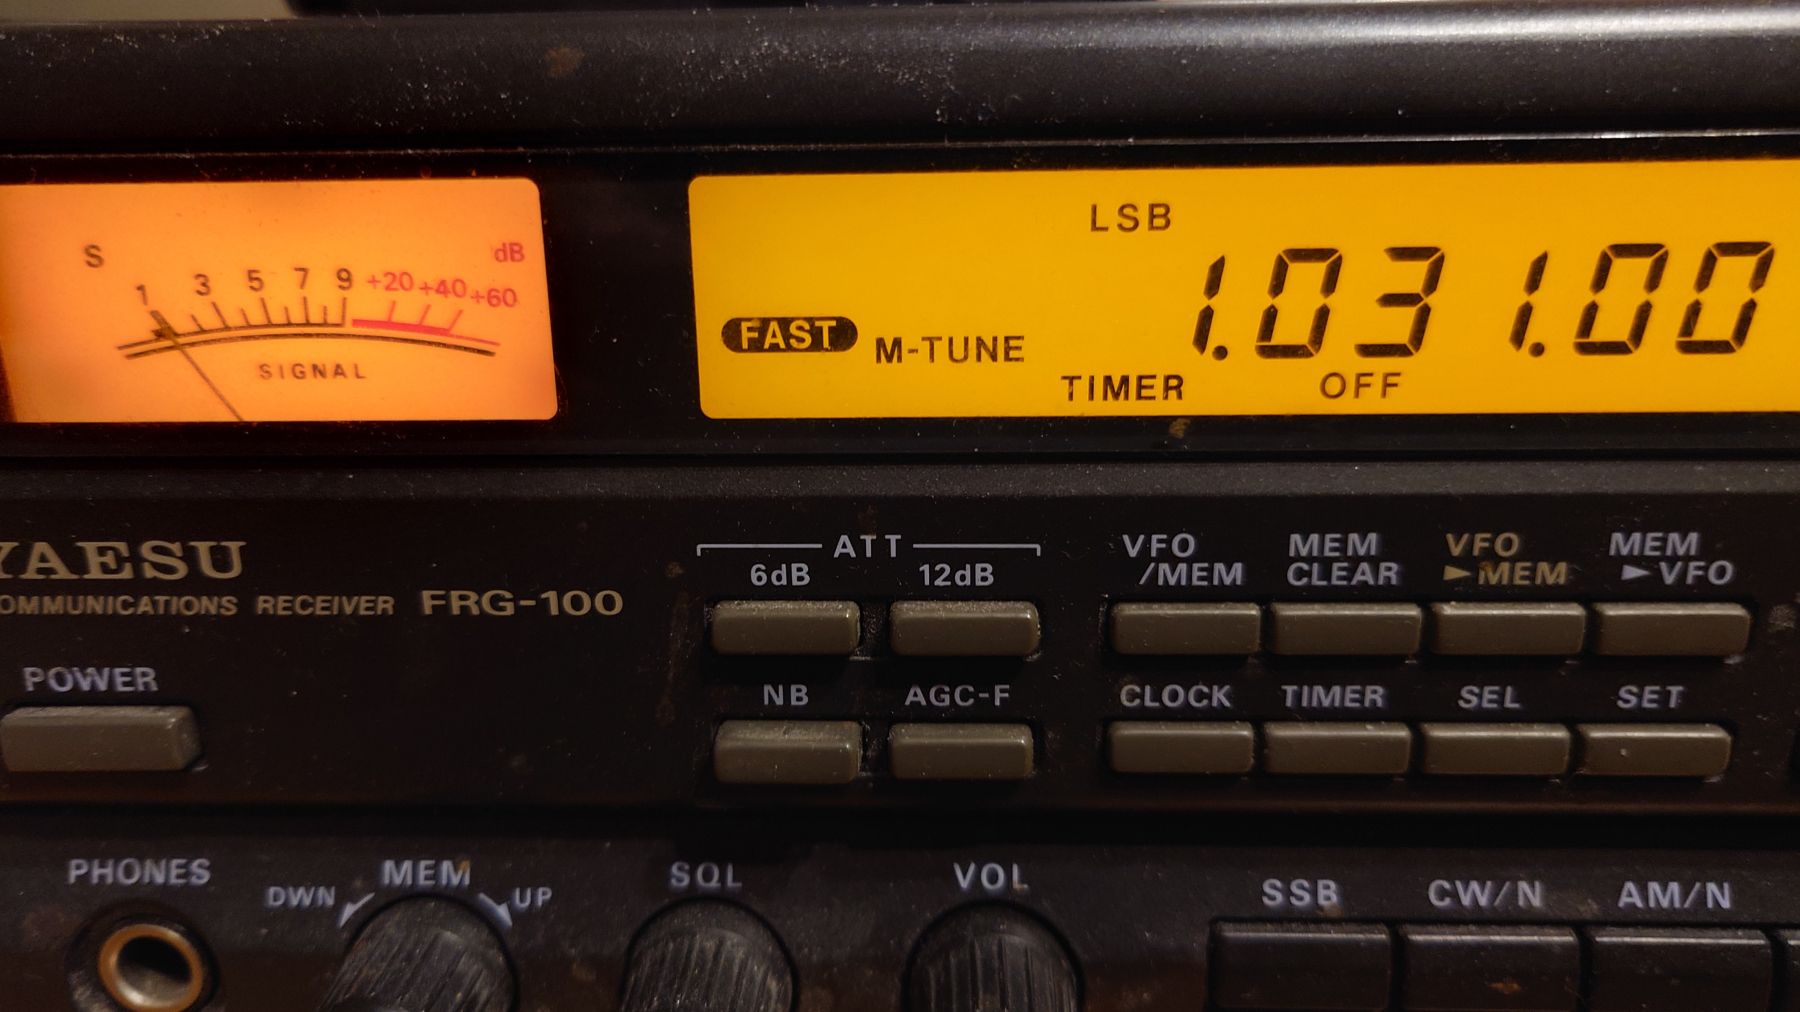 S
dB
1 3 5 7 9 +20 +40 +60
SIGNAL
LSB
1.031.00
FAST M-TUNE
TIMER OFF
YAESU
COMMUNICATIONS RECEIVER FRG-100
ATT
6dB 12dB
VFO
/MEM
MEM
CLEAR
VFO
►MEM
MEM
►VFO
POWER
NB AGC-F CLOCK TIMER SEL SET
PHONES
DWN MEM UP
SQL
VOL
SSB CW/N AM/N